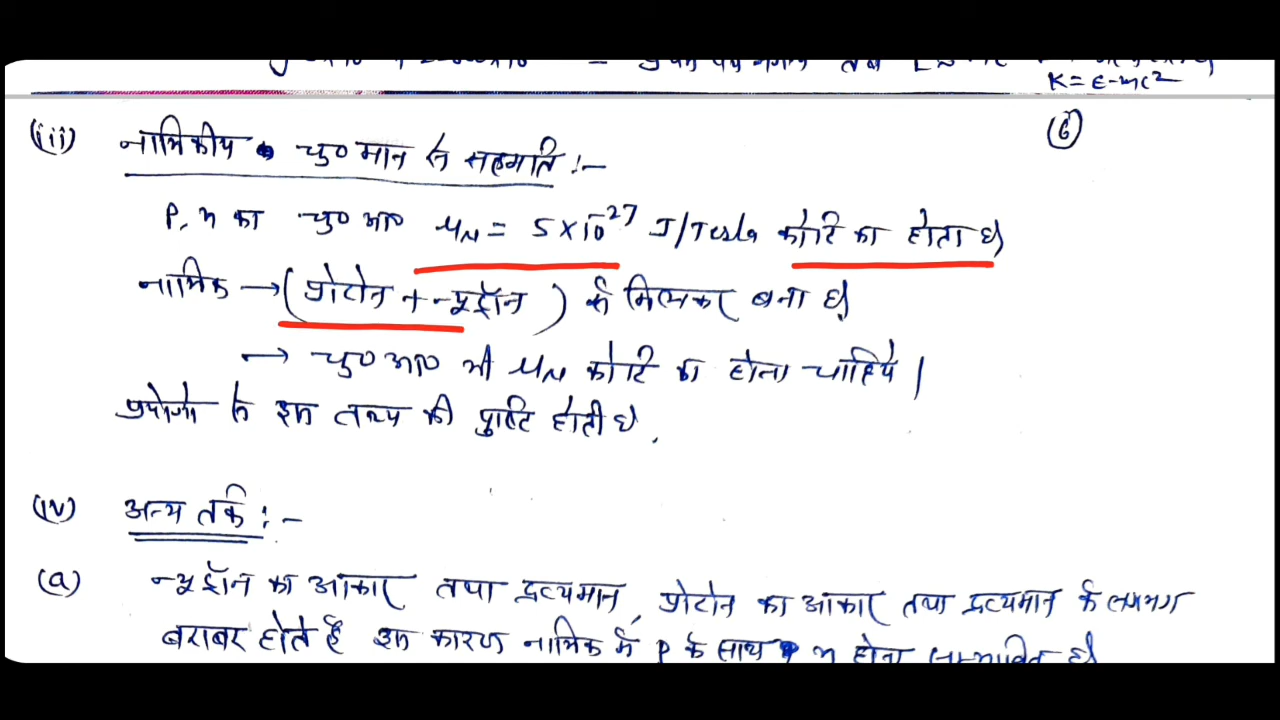 K = E-mc²
(6)
(iii) नाभिकीय चु० मान से सहमति :-
P, n का चु० आ० μN = 5 × 10⁻²⁷ J/Tesla कोटि का होता है
नाभिक → (प्रोटोन + न्यूट्रॉन) से मिलकर बना है
→ चु० आ० भी μN कोटि का होना चाहिये |
प्रयोगो से इस तथ्य की पुष्टि होती है .
(iv) अन्य तर्क :-
(a) न्यूट्रॉन का आकार तथा द्रव्यमान, प्रोटोन का आकार तथा द्रव्यमान के लगभग
बराबर होते हैं इस कारण नाभिक में P के साथ n होना सम्भावित है